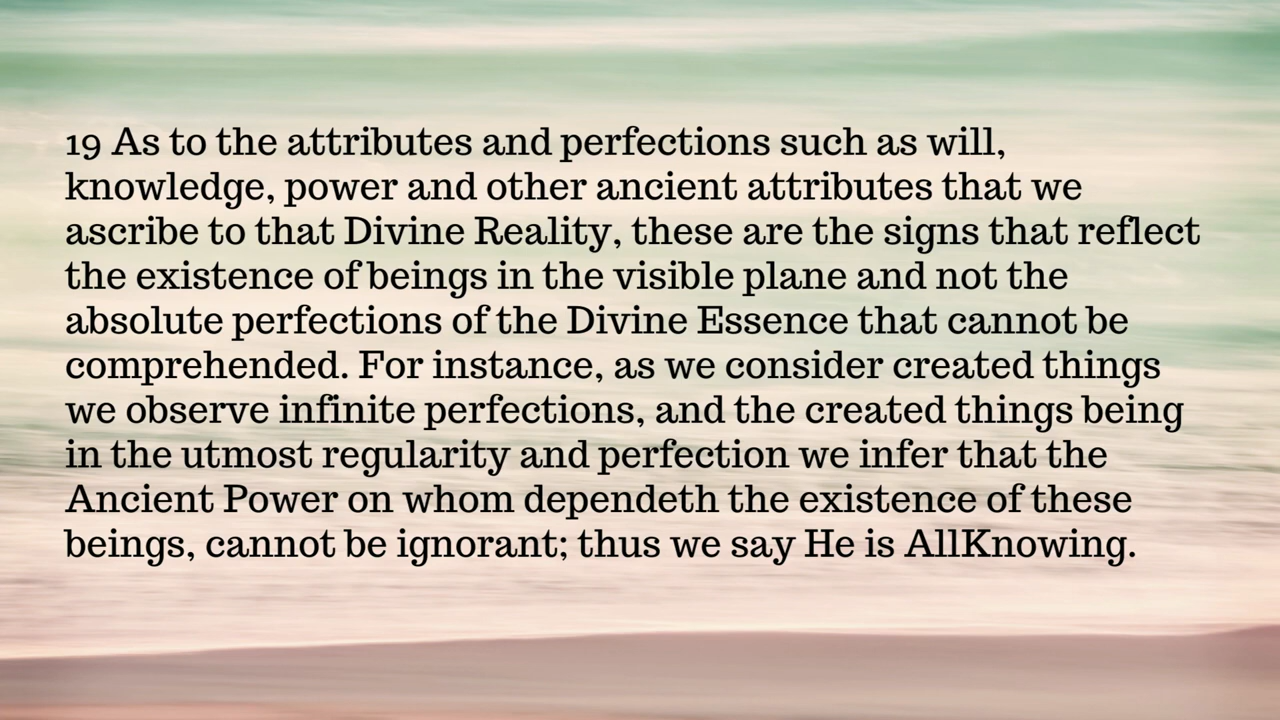 19 As to the attributes and perfections such as will,
knowledge, power and other ancient attributes that we
ascribe to that Divine Reality, these are the signs that reflect
the existence of beings in the visible plane and not the
absolute perfections of the Divine Essence that cannot be
comprehended. For instance, as we consider created things
we observe infinite perfections, and the created things being
in the utmost regularity and perfection we infer that the
Ancient Power on whom dependeth the existence of these
beings, cannot be ignorant; thus we say He is AllKnowing.